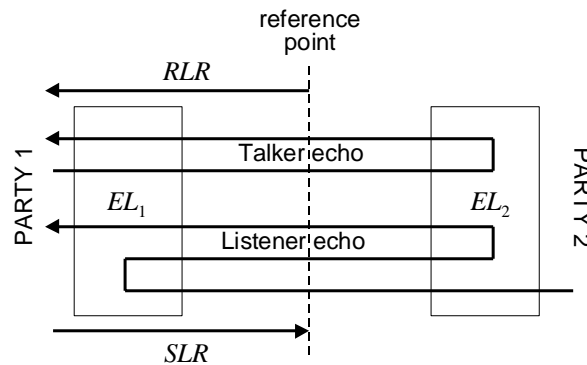 reference
point
RLR
Talker echo
PARTY 1
EL₁
EL₂
PARTY 2
Listener echo
SLR